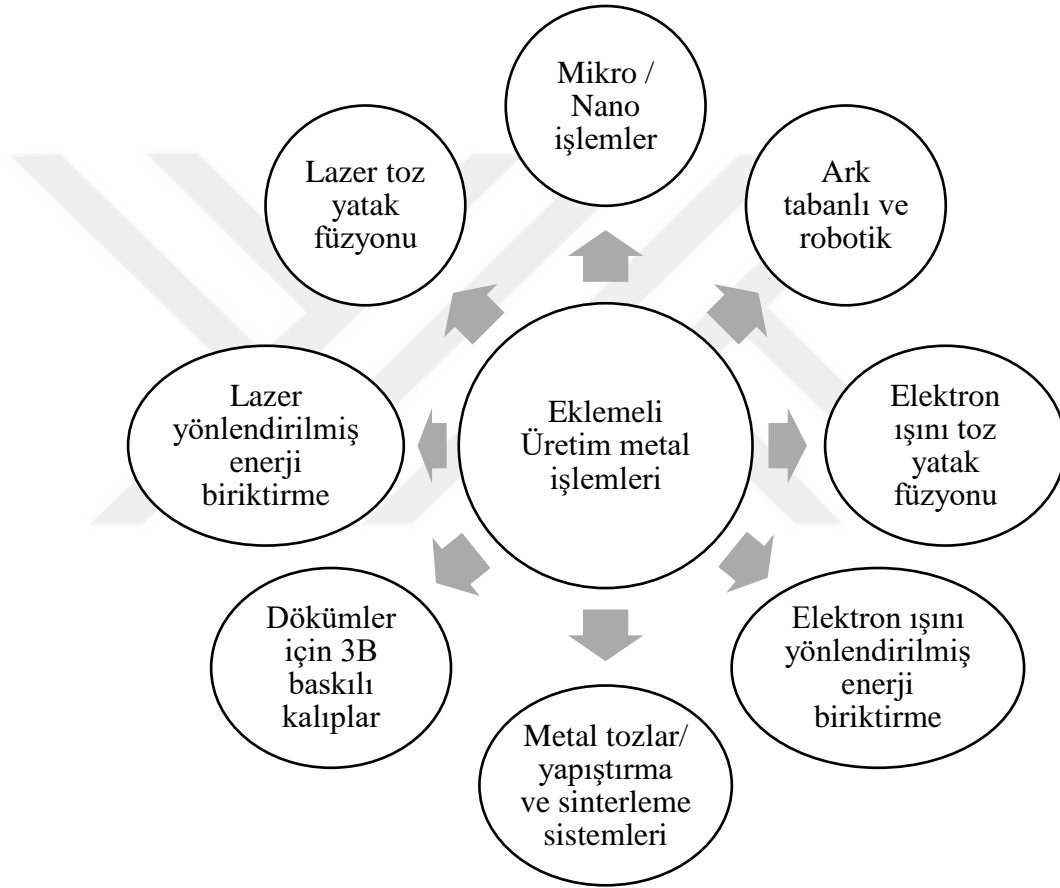 Mikro /
Nano
işlemler
Ark
tabanlı ve
robotik
Elektron
ışını toz
yatak
füzyonu
Elektron ışını
yönlendirilmiş
enerji
biriktirme
Metal tozlar/
yapıştırma
ve sinterleme
sistemleri
Dökümler
için 3B
baskılı
kalıplar
Lazer
yönlendirilmiş
enerji
biriktirme
Lazer toz
yatak
füzyonu
Eklemeli
Üretim metal
işlemleri